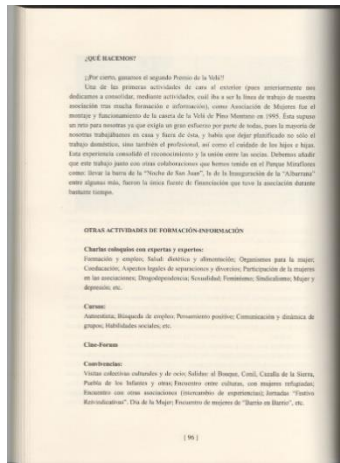 ¿QUÉ HACEMOS?
¡¡Por cierto, ganamos el segundo Premio de la Velá!!
Una de las primeras actividades de cara al exterior (pues anteriormente nos
dedicamos a consolidar, mediante actividades, cuál iba a ser la línea de trabajo de nuestra
asociación tras mucha formación e información), como Asociación de Mujeres fue el
montaje y funcionamiento de la caseta de la Velá de Pino Montano en 1995. Ésta supuso
un reto para nosotras ya que exigía un gran esfuerzo por parte de todas, pues la mayoría de
nosotras trabajábamos en casa y fuera de ésta, y había que dejar planificado no sólo el
trabajo doméstico, sino también el profesional, así como el cuidado de los hijos e hijas.
Esta experiencia consolidó el reconocimiento y la unión entre las socias. Debemos añadir
que este trabajo junto con otras colaboraciones que hemos tenido en el Parque Miraflores
como: llevar la barra de la "Noche de San Juan", la de la Inauguración de la "Albarrana"
entre algunas más, fueron la única fuente de financiación que tuvo la asociación durante
bastante tiempo.
OTRAS ACTIVIDADES DE FORMACIÓN-INFORMACIÓN
Charlas coloquios con expertas y expertos:
Formación y empleo; Salud: dietética y alimentación; Organismos para la mujer;
Coeducación; Aspectos legales de separaciones y divorcios; Participación de la mujeres
en las asociaciones; Drogodependencia; Sexualidad; Feminismo; Sindicalismo; Mujer y
depresión; etc.
Cursos:
Autoestima; Búsqueda de empleo; Pensamiento positivo; Comunicación y dinámica de
grupos; Habilidades sociales; etc.
Cine-Forum
Convivencias:
Visitas colectivas culturales y de ocio; Salidas al Bosque, Conil, Cazalla de la Sierra,
Puebla de los Infantes y otras; Encuentro entre culturas, con mujeres refugiadas;
Encuentros con otras asociaciones (intercambio de experiencias); Jornadas "Festivo
Reivindicativas". Día de la Mujer; Encuentro de mujeres de "Barrio en Barrio", etc.
[ 96 ]